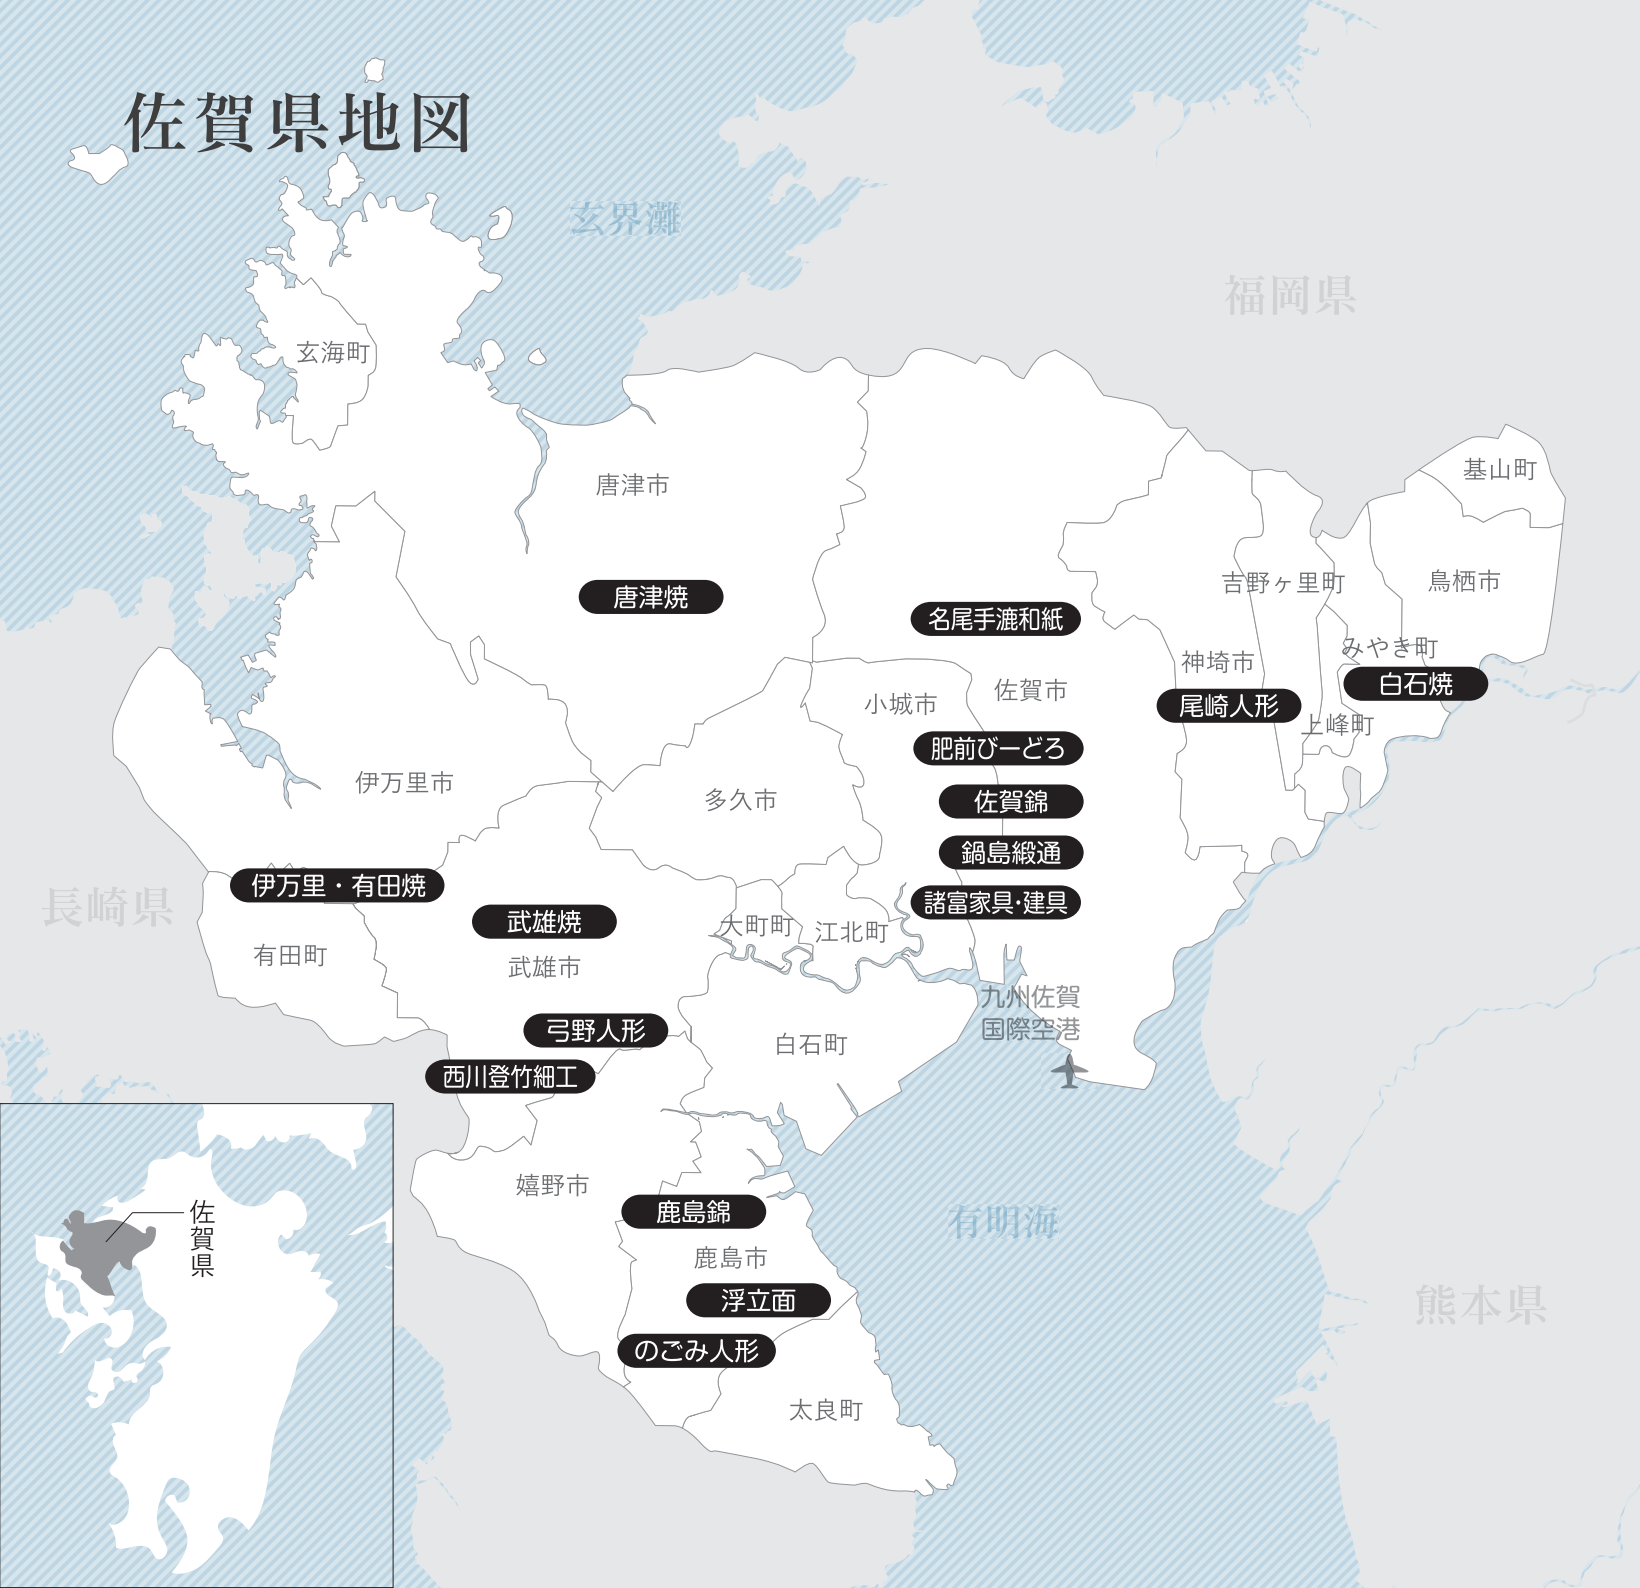 佐賀県地図
玄界灘
福岡県
玄海町
唐津市
基山町
鳥栖市
吉野ヶ里町
唐津焼
名尾手漉和紙
みやき町
神埼市
白石焼
佐賀市
小城市
尾崎人形
上峰町
肥前びーどろ
伊万里市
多久市
佐賀錦
鍋島緞通
伊万里・有田焼
長崎県
諸富家具・建具
武雄焼
大町町
江北町
有田町
武雄市
九州佐賀
国際空港
弓野人形
白石町
西川登竹細工
嬉野市
鹿島錦
佐賀県
有明海
鹿島市
浮立面
熊本県
のごみ人形
太良町